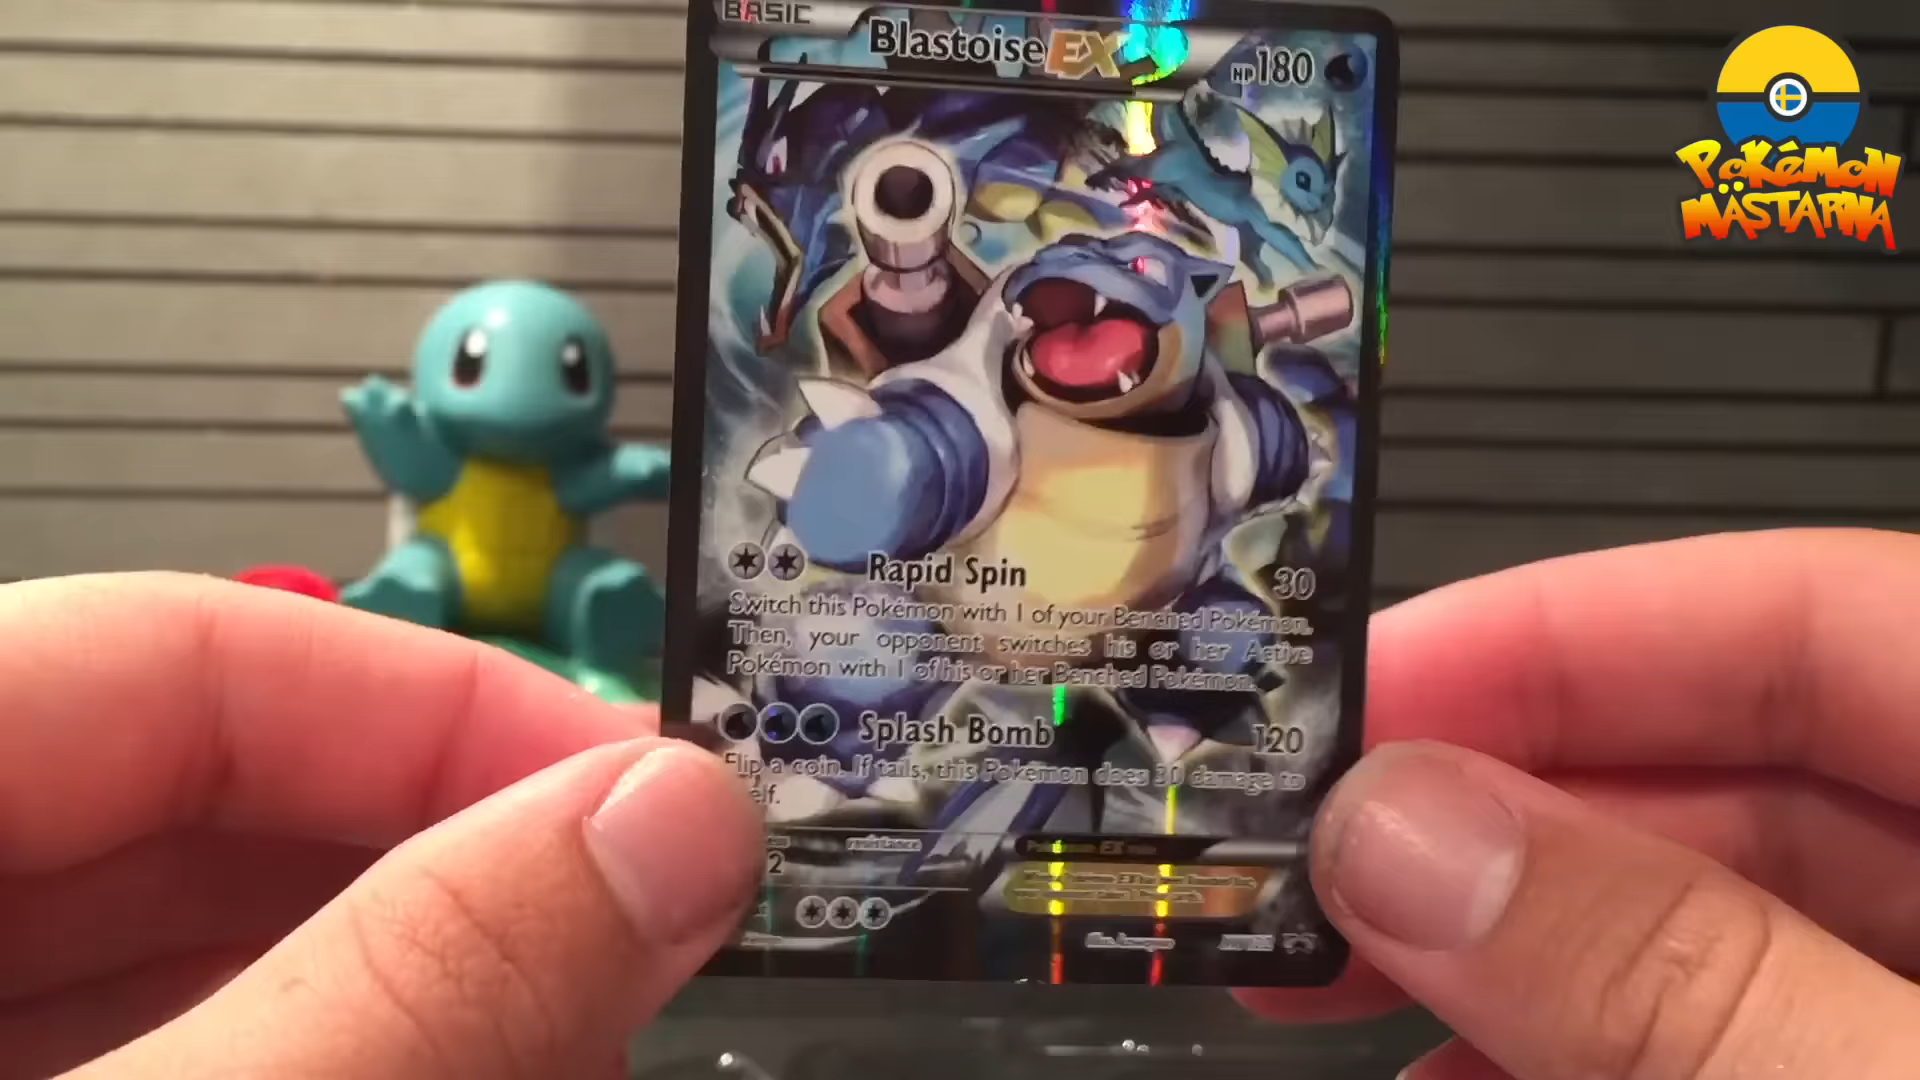 BASIC
Blastoise EX
HP180
Pokémon
Mästarna
Rapid Spin 30
Switch this Pokémon with 1 of your Benched Pokémon.
Then, your opponent switches his or her Active
Pokémon with 1 of his or her Benched Pokémon.
Splash Bomb 120
Flip a coin. If tails, this Pokémon does 30 damage to
elf.
resistance
2